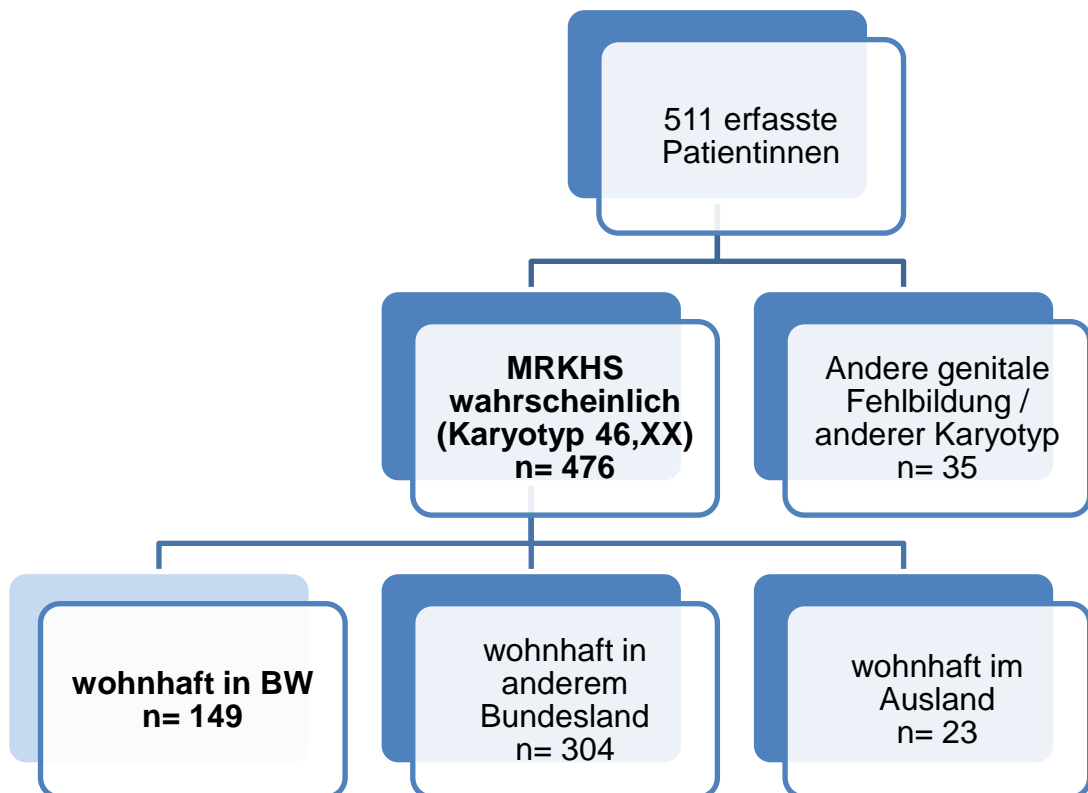 511 erfasste
Patientinnen
MRKHS
wahrscheinlich
(Karyotyp 46,XX)
n= 476
Andere genitale
Fehlbildung /
anderer Karyotyp
n= 35
wohnhaft in BW
n= 149
wohnhaft in
anderem
Bundesland
n= 304
wohnhaft im
Ausland
n= 23